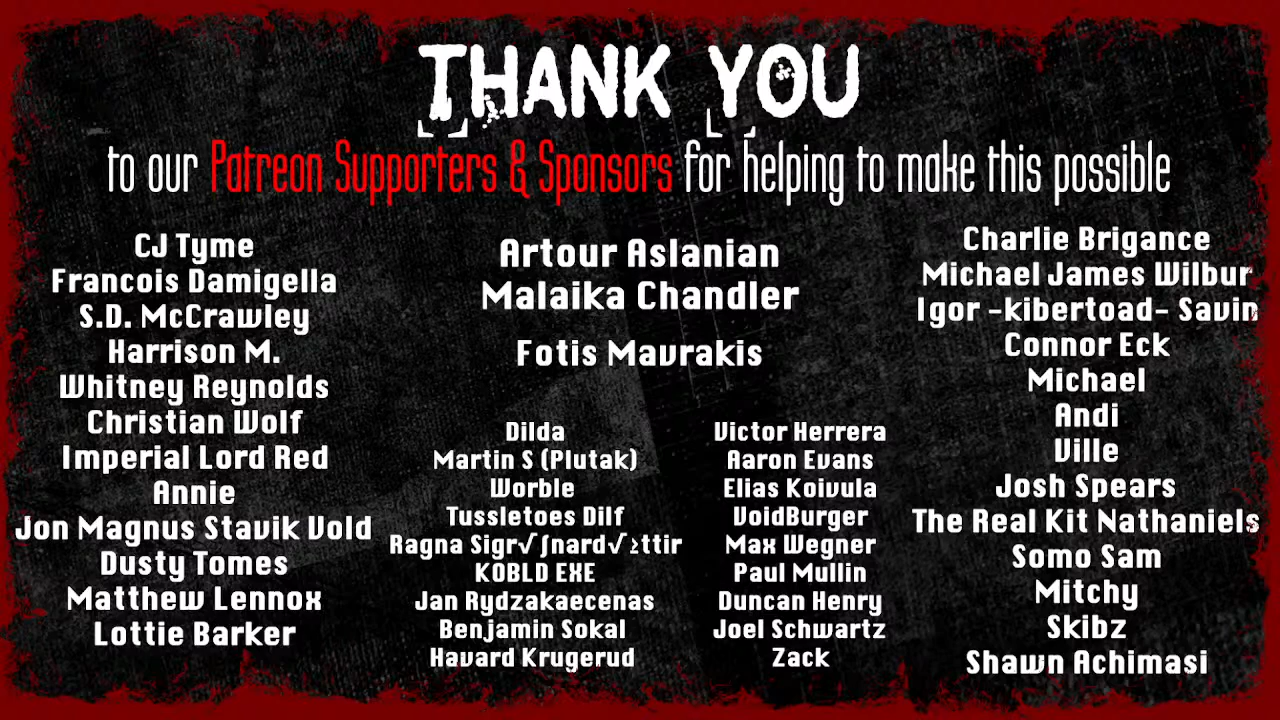 THANK YOU
to our Patreon Supporters & Sponsors for helping to make this possible
CJ Tyme
Francois Damigella
S.D. McCrawley
Harrison M.
Whitney Reynolds
Christian Wolf
Imperial Lord Red
Annie
Jon Magnus Stavik Vold
Dusty Tomes
Matthew Lennox
Lottie Barker
Artour Aslanian
Malaika Chandler
Fotis Mavrakis
Dilda
Martin S (Plutak)
Worble
Tussletoes Dilf
Ragna Sigr√∫nard√≥ttir
KOBLD EXE
Jan Rydzakaecenas
Benjamin Sokal
Havard Krugerud
Victor Herrera
Aaron Evans
Elias Koivula
VoidBurger
Max Wegner
Paul Mullin
Duncan Henry
Joel Schwartz
Zack
Charlie Brigance
Michael James Wilbur
Igor -kibertoad- Savin
Connor Eck
Michael
Andi
Ville
Josh Spears
The Real Kit Nathaniels
Somo Sam
Mitchy
Skibz
Shawn Achimasi